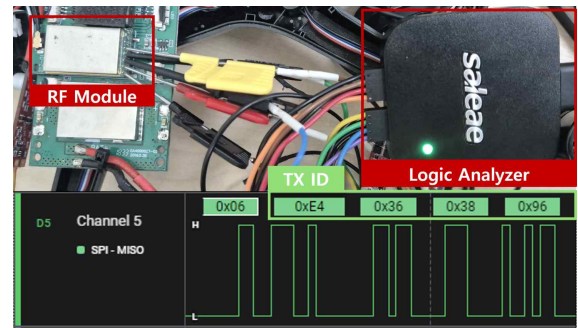 RF Module
saleae
Logic Analyzer
TX ID
0x06 0xE4 0x36 0x38 0x96
D5 Channel 5 H
SPI - MISO
L